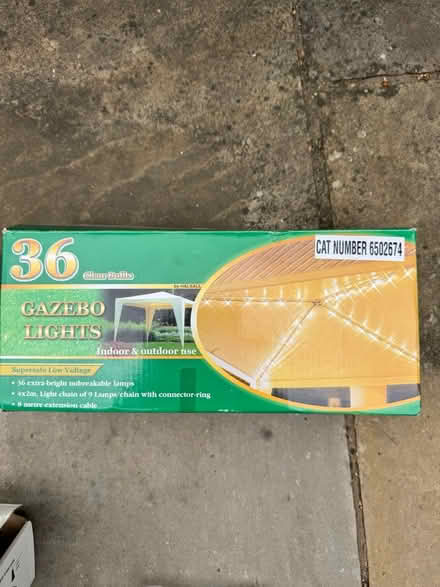 36
Clear Bulbs
CAT NUMBER 6502674
GAZEBO
LIGHTS
Indoor & outdoor use
Supersafe Low Voltage
• 36 extra-bright unbreakable lamps
• 4x2m. Light chain of 9 Lamps/chain with connector-ring
• 8 metre extension cable